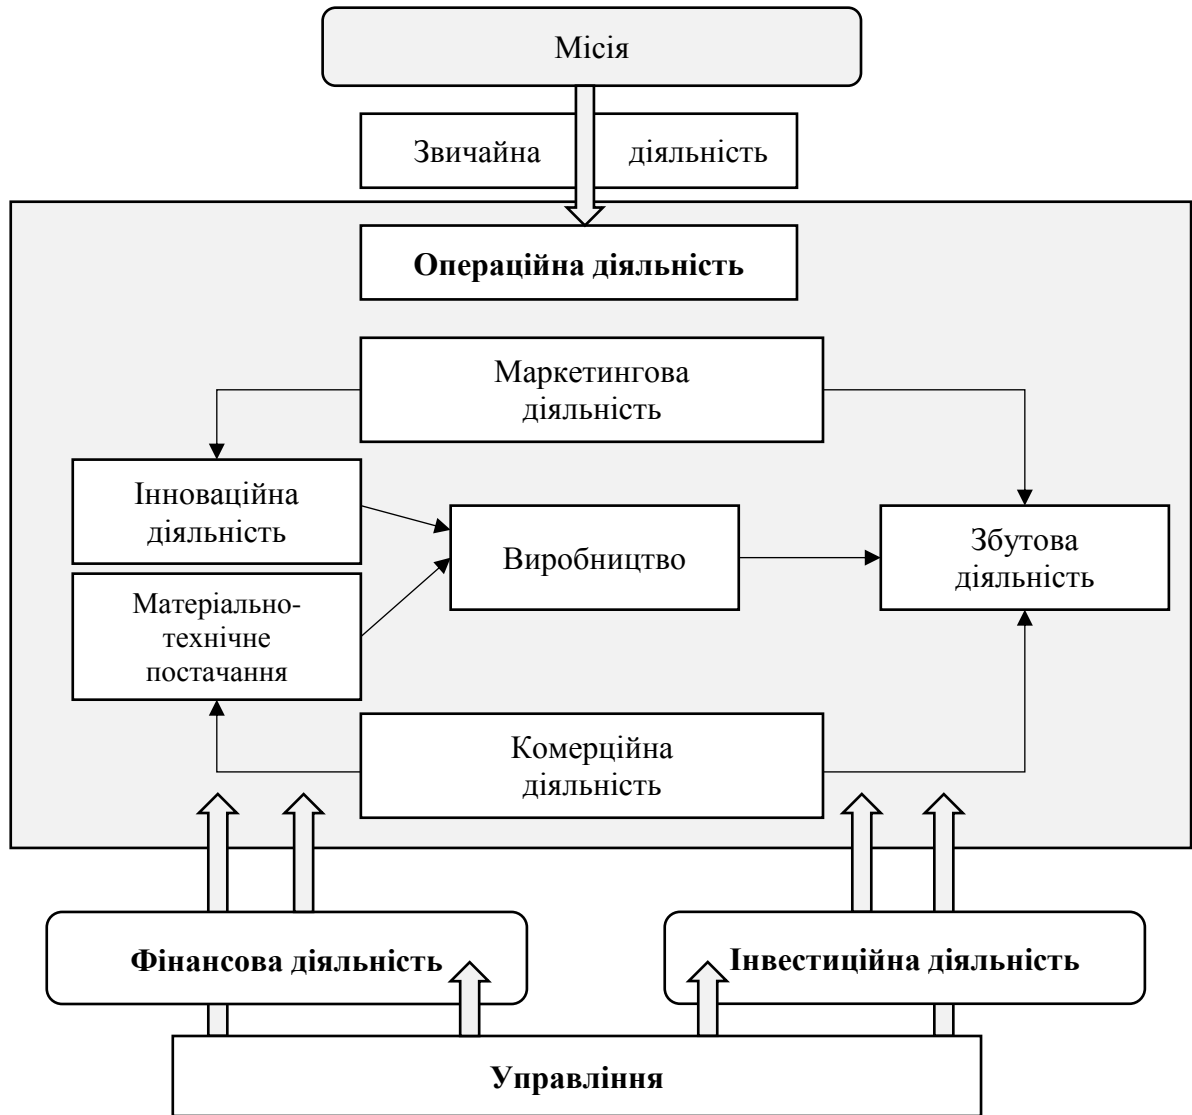 Місія
Звичайна діяльність
Операційна діяльність
Маркетингова
діяльність
Інноваційна
діяльність
Виробництво
Збутова
діяльність
Матеріально-
технічне
постачання
Комерційна
діяльність
Фінансова діяльність
Інвестиційна діяльність
Управління